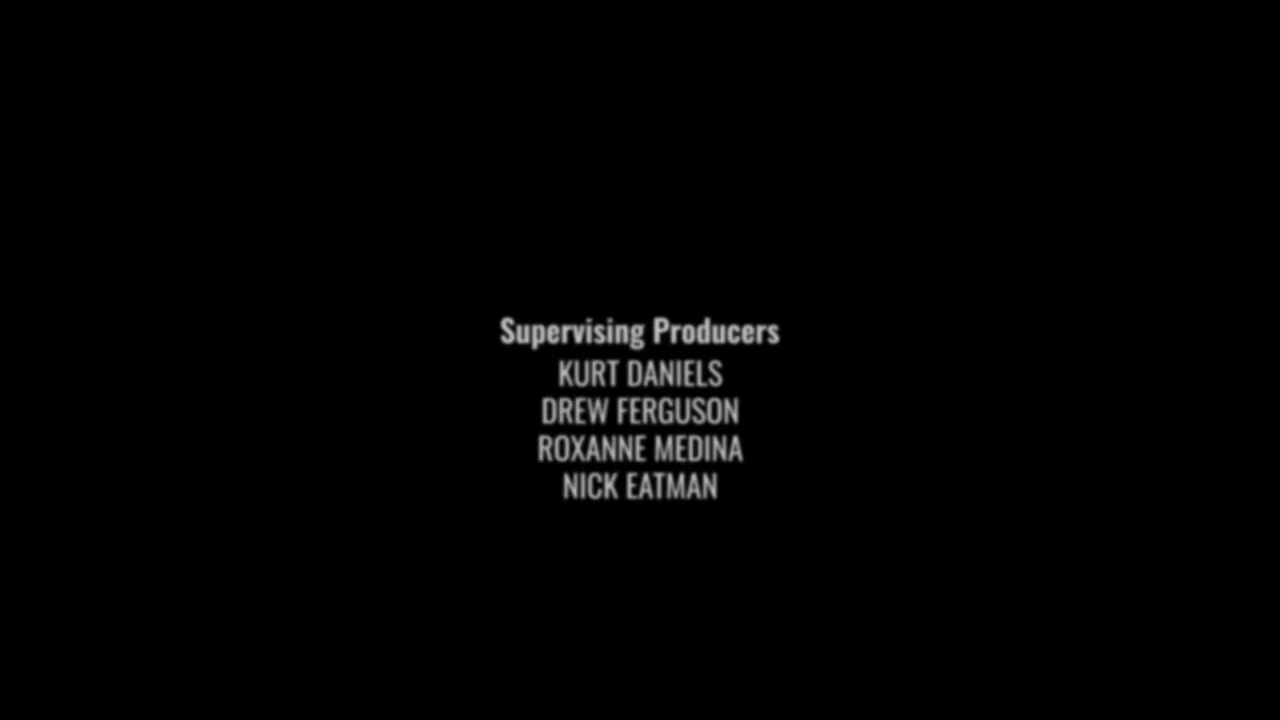 Supervising Producers
KURT DANIELS
DREW FERGUSON
ROXANNE MEDINA
NICK EATMAN